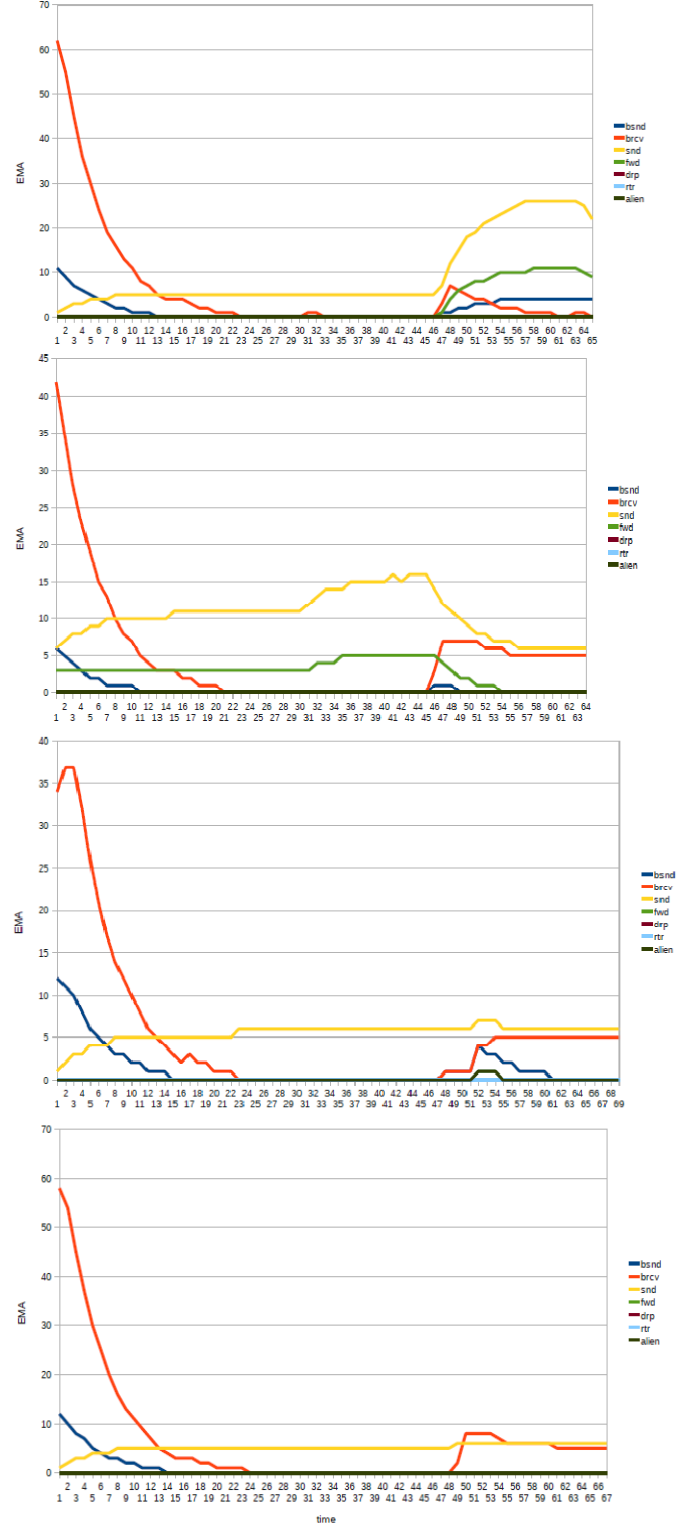 70
60
50
40
30
20
10
0
EMA
bsnd
brcv
snd
fwd
drp
rtr
alien
2 4 6 8 10 12 14 16 18 20 22 24 26 28 30 32 34 36 38 40 42 44 46 48 50 52 54 56 58 60 62 64
1 3 5 7 9 11 13 15 17 19 21 23 25 27 29 31 33 35 37 39 41 43 45 47 49 51 53 55 57 59 61 63 65
45
40
35
30
25
20
15
10
5
0
EMA
bsnd
brcv
snd
fwd
drp
rtr
alien
2 4 6 8 10 12 14 16 18 20 22 24 26 28 30 32 34 36 38 40 42 44 46 48 50 52 54 56 58 60 62 64
1 3 5 7 9 11 13 15 17 19 21 23 25 27 29 31 33 35 37 39 41 43 45 47 49 51 53 55 57 59 61 63
40
35
30
25
20
15
10
5
0
EMA
bsnd
brcv
snd
fwd
drp
rtr
alien
2 4 6 8 10 12 14 16 18 20 22 24 26 28 30 32 34 36 38 40 42 44 46 48 50 52 54 56 58 60 62 64 66 68
1 3 5 7 9 11 13 15 17 19 21 23 25 27 29 31 33 35 37 39 41 43 45 47 49 51 53 55 57 59 61 63 65 67 69
70
60
50
40
30
20
10
0
EMA
bsnd
brcv
snd
fwd
drp
rtr
alien
2 4 6 8 10 12 14 16 18 20 22 24 26 28 30 32 34 36 38 40 42 44 46 48 50 52 54 56 58 60 62 64 66
1 3 5 7 9 11 13 15 17 19 21 23 25 27 29 31 33 35 37 39 41 43 45 47 49 51 53 55 57 59 61 63 65 67
time